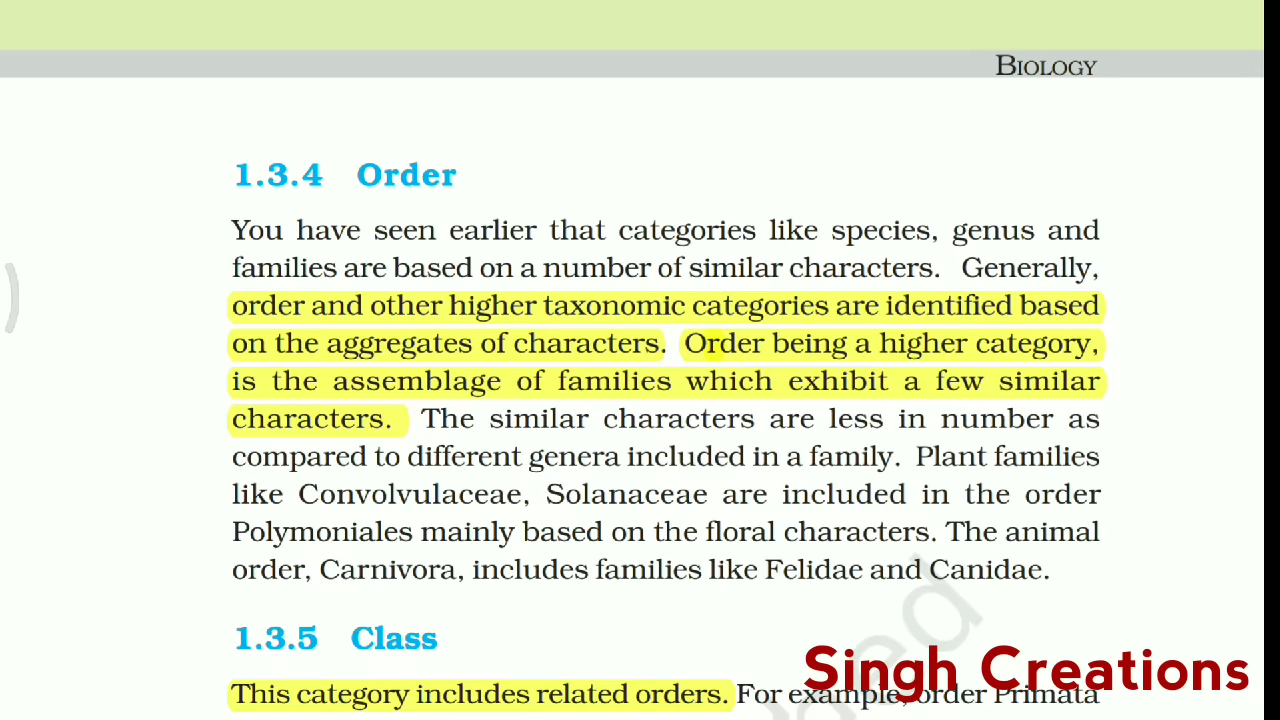 BIOLOGY
1.3.4 Order
You have seen earlier that categories like species, genus and
families are based on a number of similar characters. Generally,
order and other higher taxonomic categories are identified based
on the aggregates of characters. Order being a higher category,
is the assemblage of families which exhibit a few similar
characters. The similar characters are less in number as
compared to different genera included in a family. Plant families
like Convolvulaceae, Solanaceae are included in the order
Polymoniales mainly based on the floral characters. The animal
order, Carnivora, includes families like Felidae and Canidae.
1.3.5 Class
This category includes related orders. For example, order Primata
Singh Creations